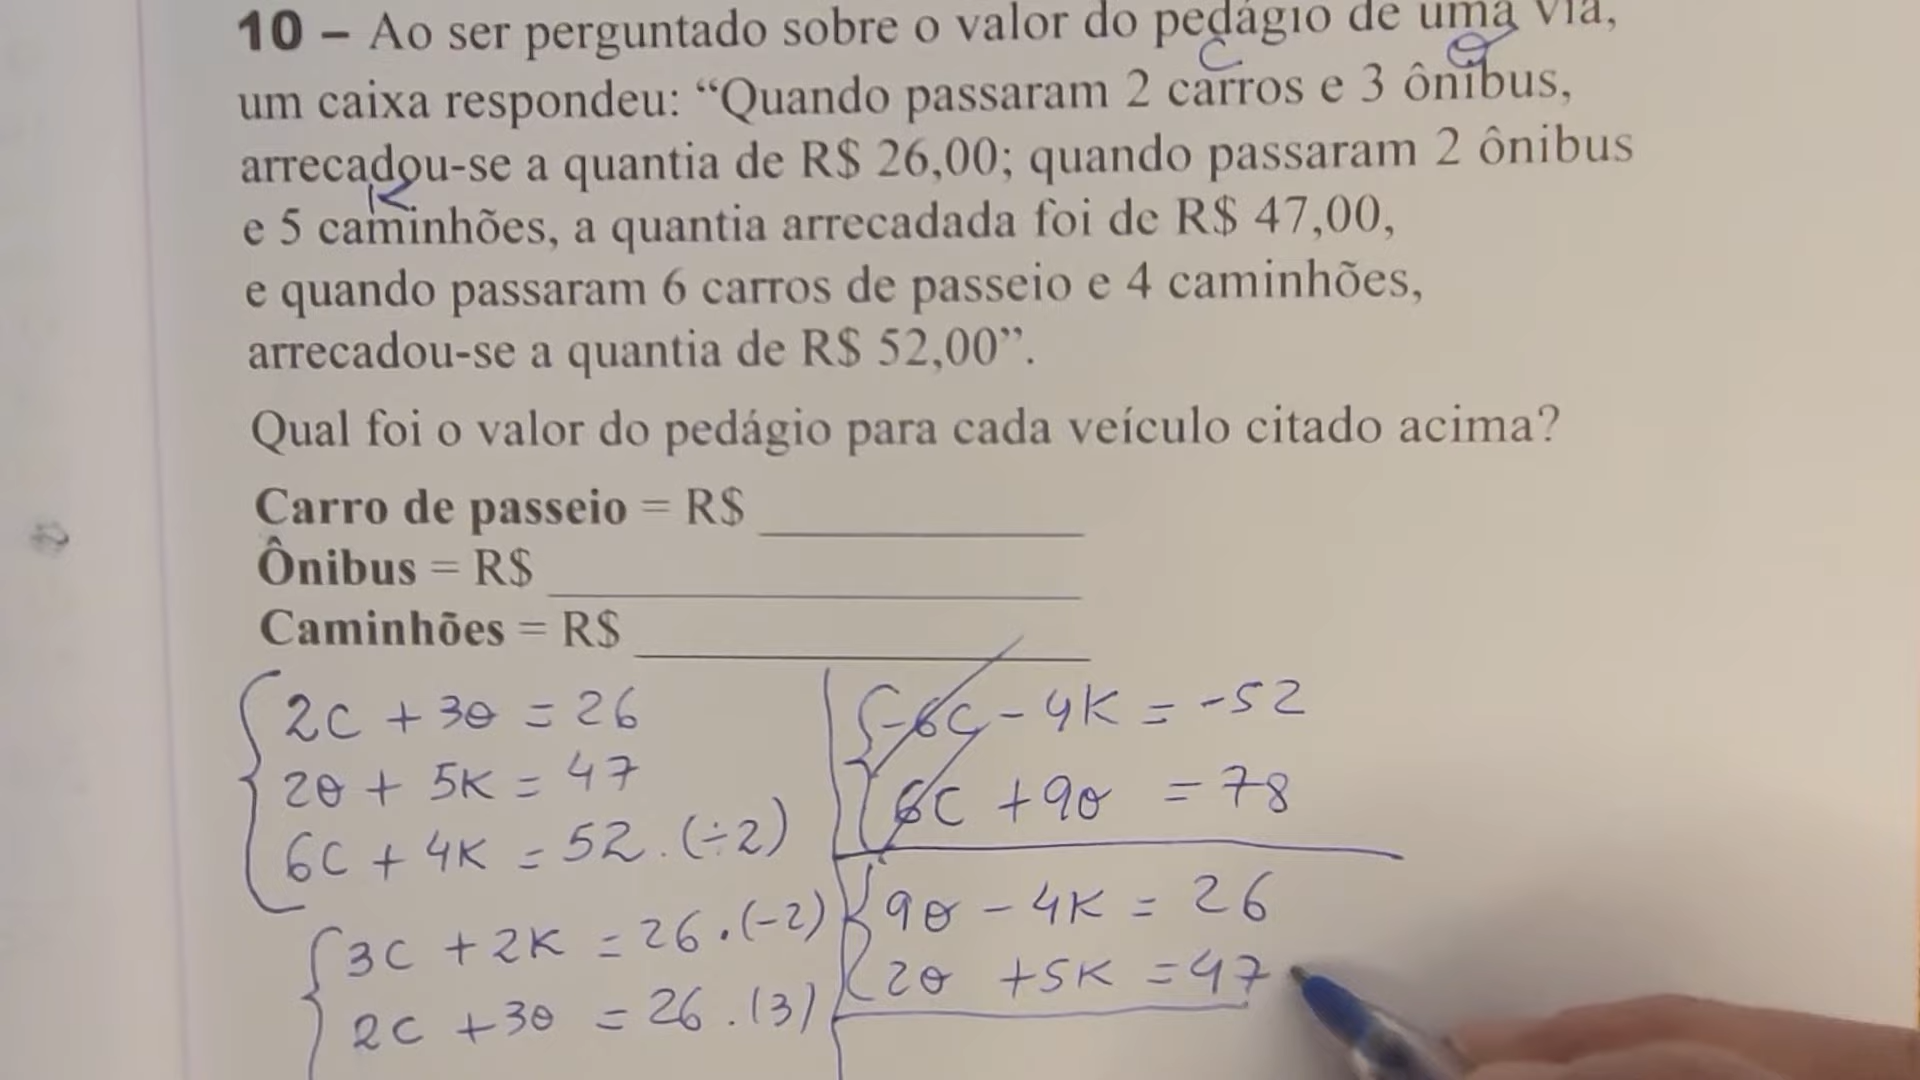 10 – Ao ser perguntado sobre o valor do pedágio de uma via,
C θ
um caixa respondeu: “Quando passaram 2 carros e 3 ônibus,
arrecadou-se a quantia de R$ 26,00; quando passaram 2 ônibus
K
e 5 caminhões, a quantia arrecadada foi de R$ 47,00,
e quando passaram 6 carros de passeio e 4 caminhões,
arrecadou-se a quantia de R$ 52,00”.
Qual foi o valor do pedágio para cada veículo citado acima?
Carro de passeio = R$
Ônibus = R$
Caminhões = R$
2C + 3θ = 26
2θ + 5K = 47
6C + 4K = 52 . (÷2)
3C + 2K = 26 . (-2)
2C + 3θ = 26 . (3)
-6C - 4K = -52
6C + 9θ = 78
9θ - 4K = 26
2θ + 5K = 47